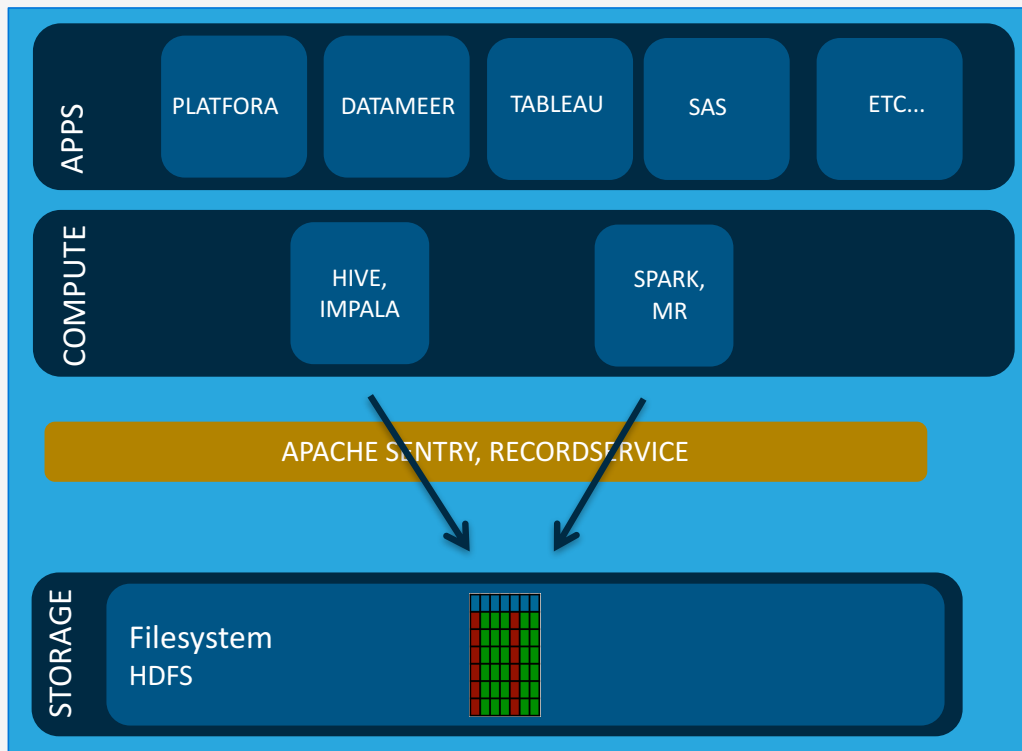 APPS
PLATFORA
DATAMEER
TABLEAU
SAS
ETC...
COMPUTE
HIVE,
IMPALA
SPARK,
MR
APACHE SENTRY, RECORDSERVICE
STORAGE
Filesystem
HDFS